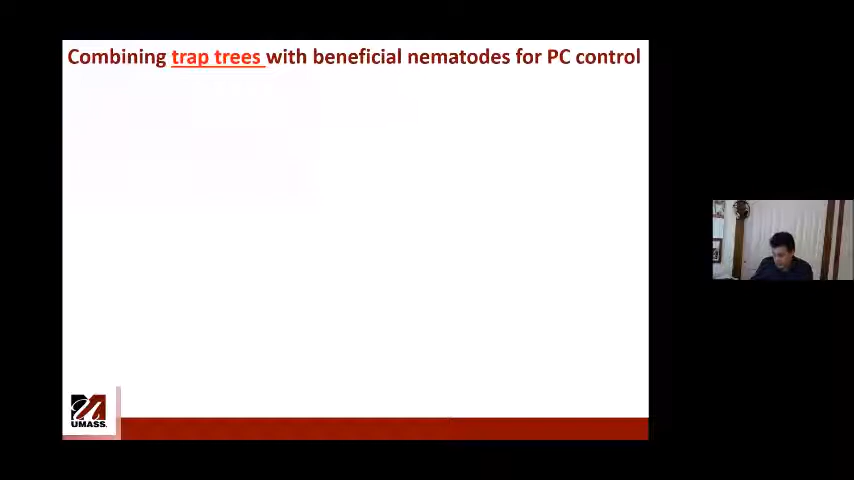 Combining trap trees with beneficial nematodes for PC control
UMASS.